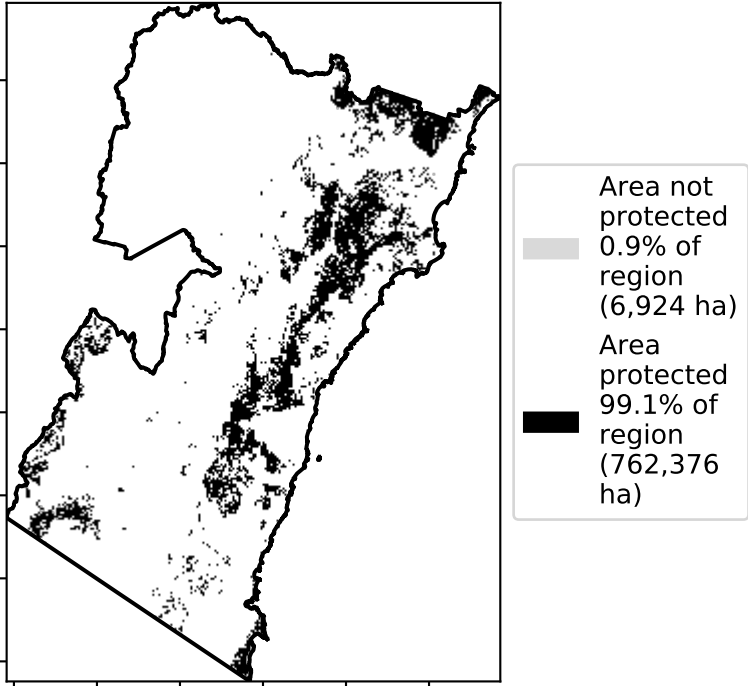 Area not
protected
0.9% of
region
(6,924 ha)
Area
protected
99.1% of
region
(762,376
ha)